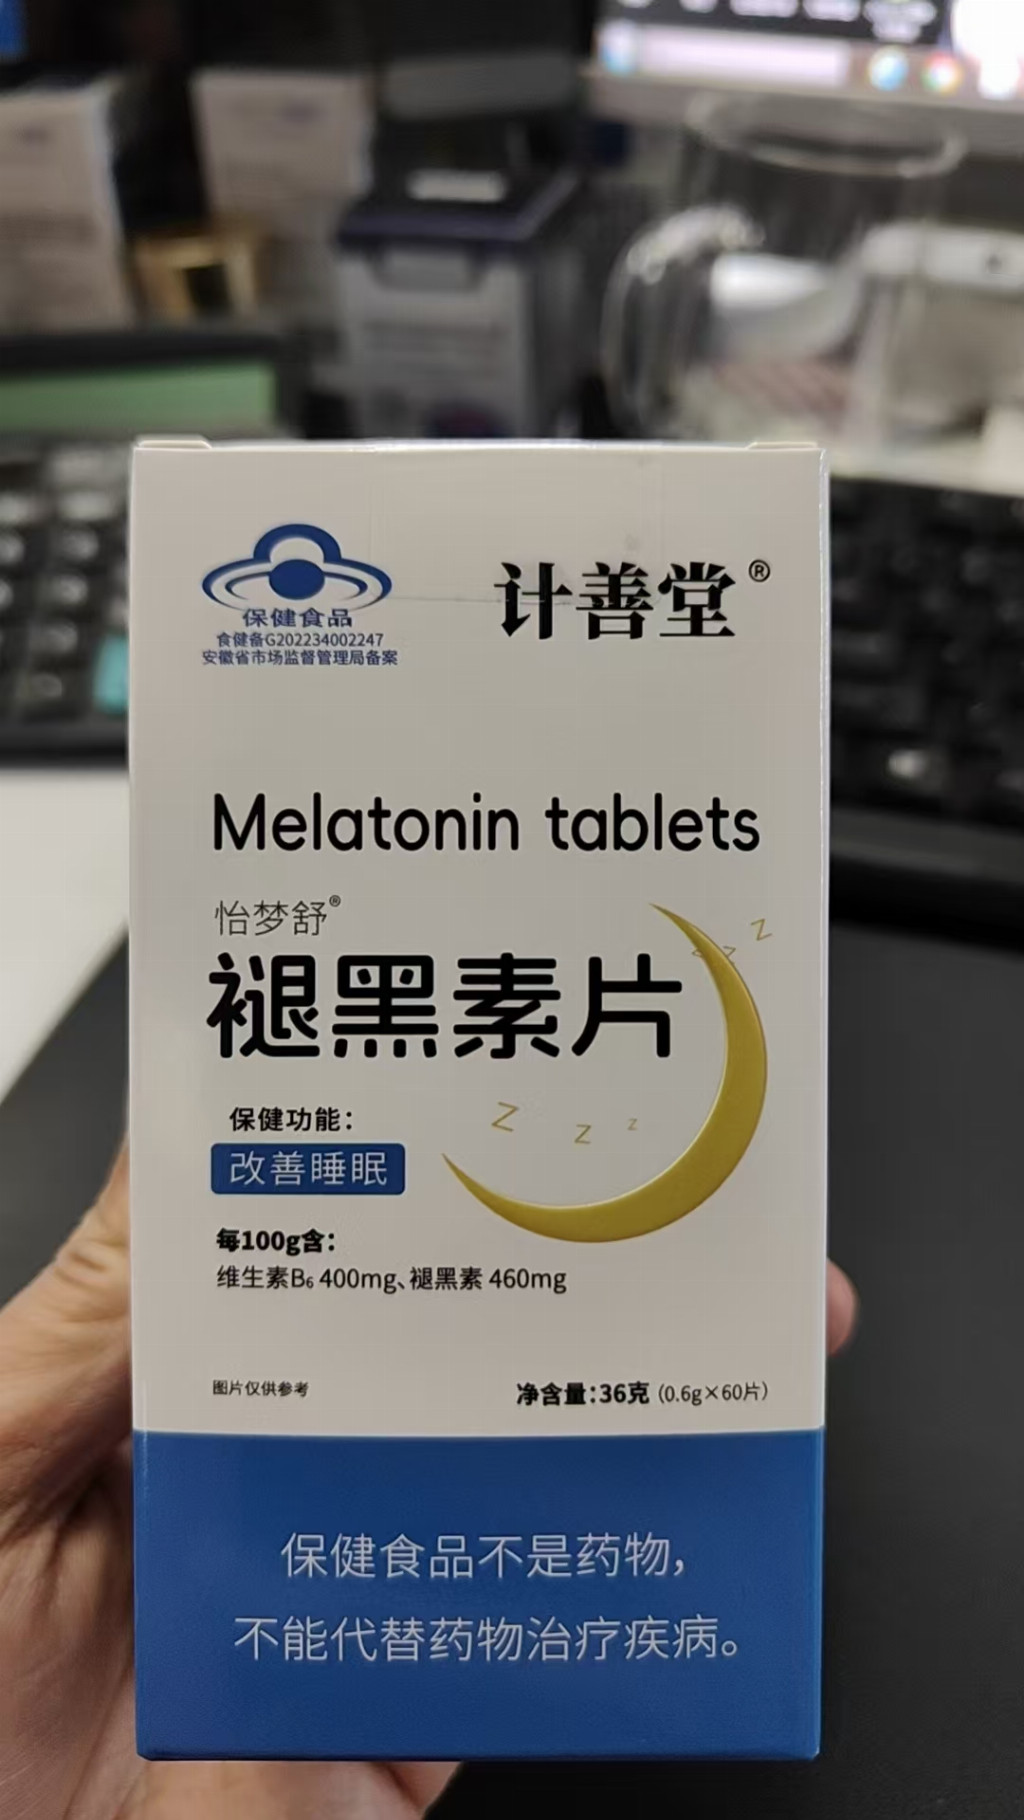 保健食品
食健备G202234002247
安徽省市场监督管理局备案
计善堂®
Melatonin tablets
怡梦舒®
褪黑素片
z z z
保健功能：
改善睡眠
z z z
每100g含：
维生素B₆ 400mg、褪黑素 460mg
图片仅供参考
净含量：36克（0.6g×60片）
保健食品不是药物，
不能代替药物治疗疾病。